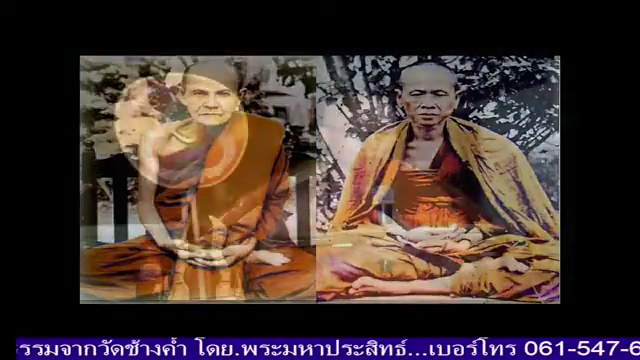 ธรรมจากวัดช้างค้ำ โดย.พระมหาประสิทธ์...เบอร์โทร 061-547-6